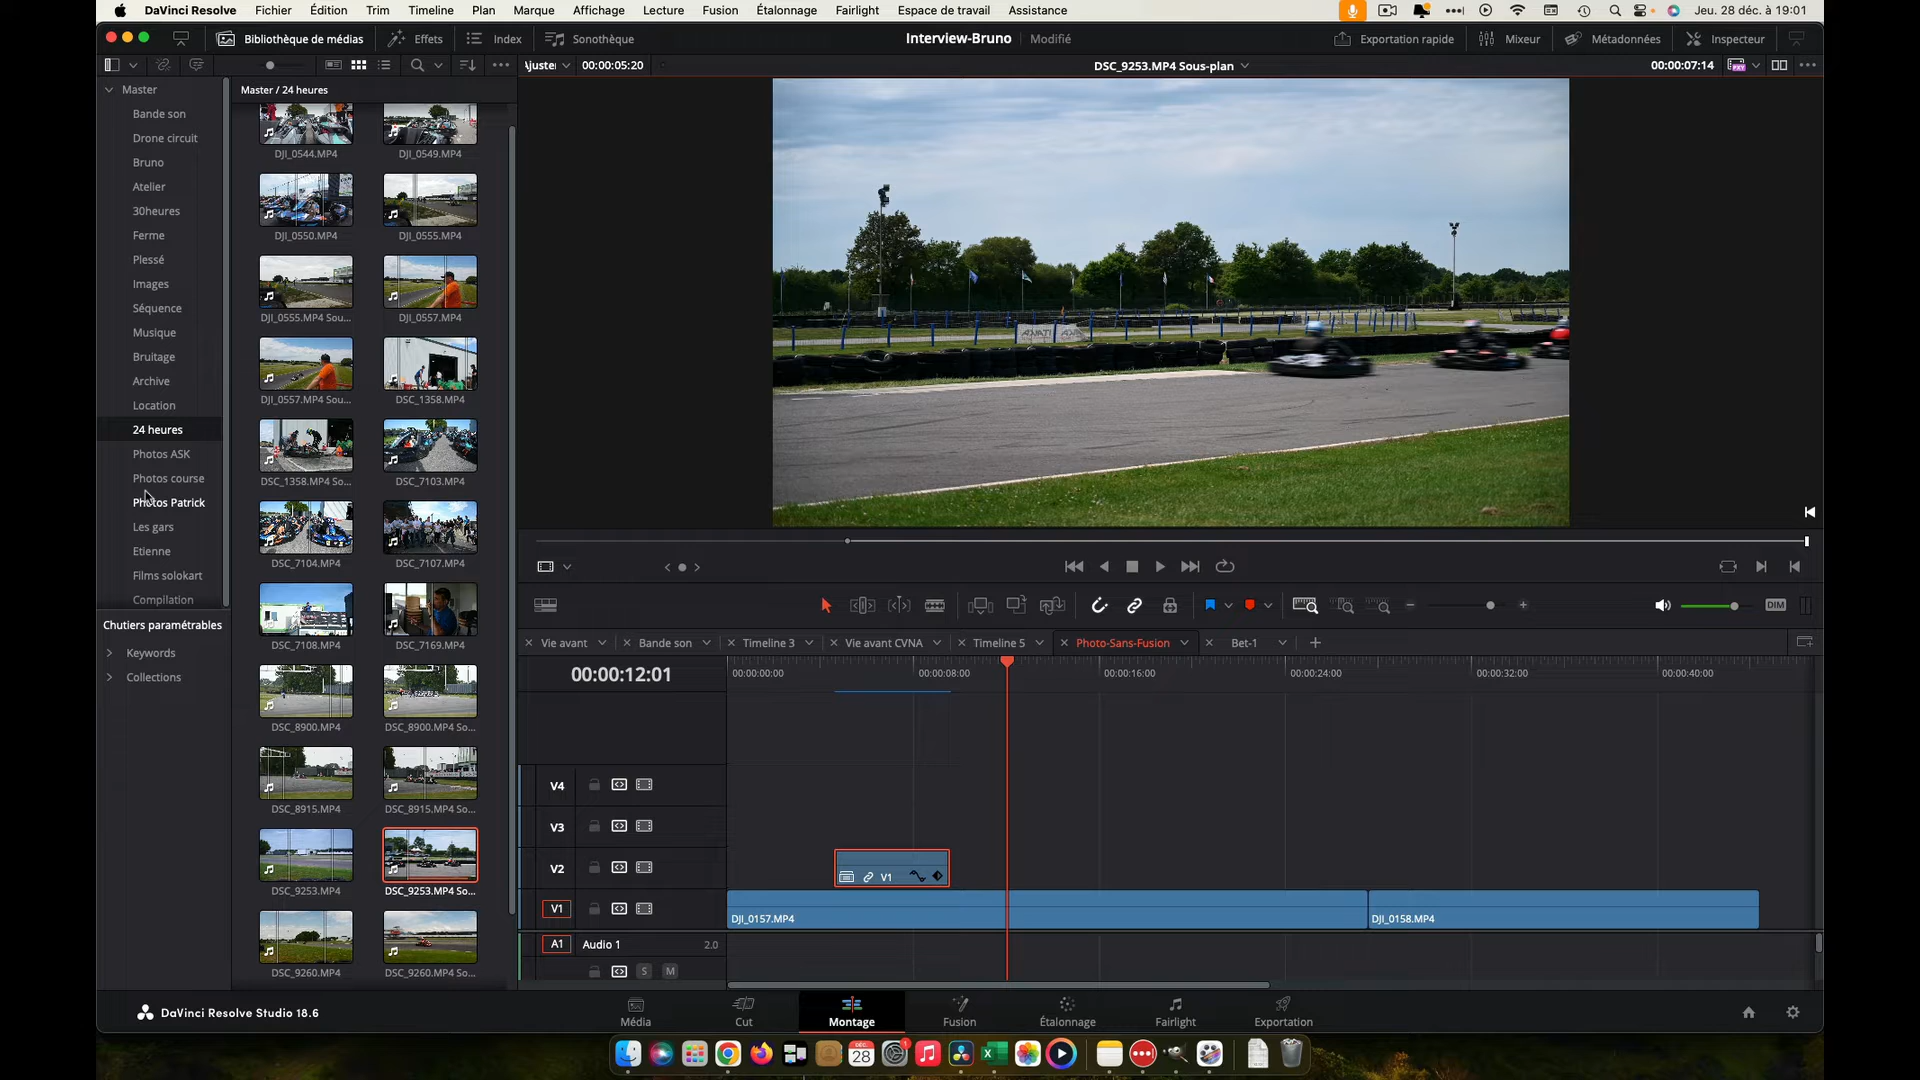 DaVinci Resolve Fichier Édition Trim Timeline Plan Marque Affichage Lecture Fusion Étalonnage Fairlight Espace de travail Assistance Jeu. 28 déc. à 19:01
Bibliothèque de médias Effets Index Sonothèque Interview-Bruno Modifié Exportation rapide Mixeur Métadonnées Inspecteur
00:00:05:20 DSC_9253.MP4 Sous-plan 00:00:07:14
Master
Bande son
Drone circuit
Bruno
Atelier
30heures
Ferme
Plessé
Images
Séquence
Musique
Bruitage
Archive
Location
24 heures
Photos ASK
Photos course
Photos Patrick
Les gars
Etienne
Films solokart
Compilation
Chutiers paramétrables
Keywords
Collections
Master / 24 heures
DJI_0544.MP4 DJI_0549.MP4
DJI_0550.MP4 DJI_0555.MP4
DJI_0555.MP4 Sou... DJI_0557.MP4
DJI_0557.MP4 Sou... DSC_1358.MP4
DSC_1358.MP4 So... DSC_7103.MP4
DSC_7104.MP4 DSC_7107.MP4
DSC_7108.MP4 DSC_7169.MP4
DSC_8900.MP4 DSC_8900.MP4 So...
DSC_8915.MP4 DSC_8915.MP4 So...
DSC_9253.MP4 DSC_9253.MP4 So...
DSC_9260.MP4 DSC_9260.MP4 So...
DIM
Vie avant Bande son Timeline 3 Vie avant CVNA Timeline 5 Photo-Sans-Fusion Bet-1
00:00:12:01
00:00:00:00 00:00:08:00 00:00:16:00 00:00:24:00 00:00:32:00 00:00:40:00
V4
V3
V2 V1
V1 DJI_0157.MP4 DJI_0158.MP4
A1 Audio 1 2.0
S M
DaVinci Resolve Studio 18.6
Média Cut Montage Fusion Étalonnage Fairlight Exportation
28